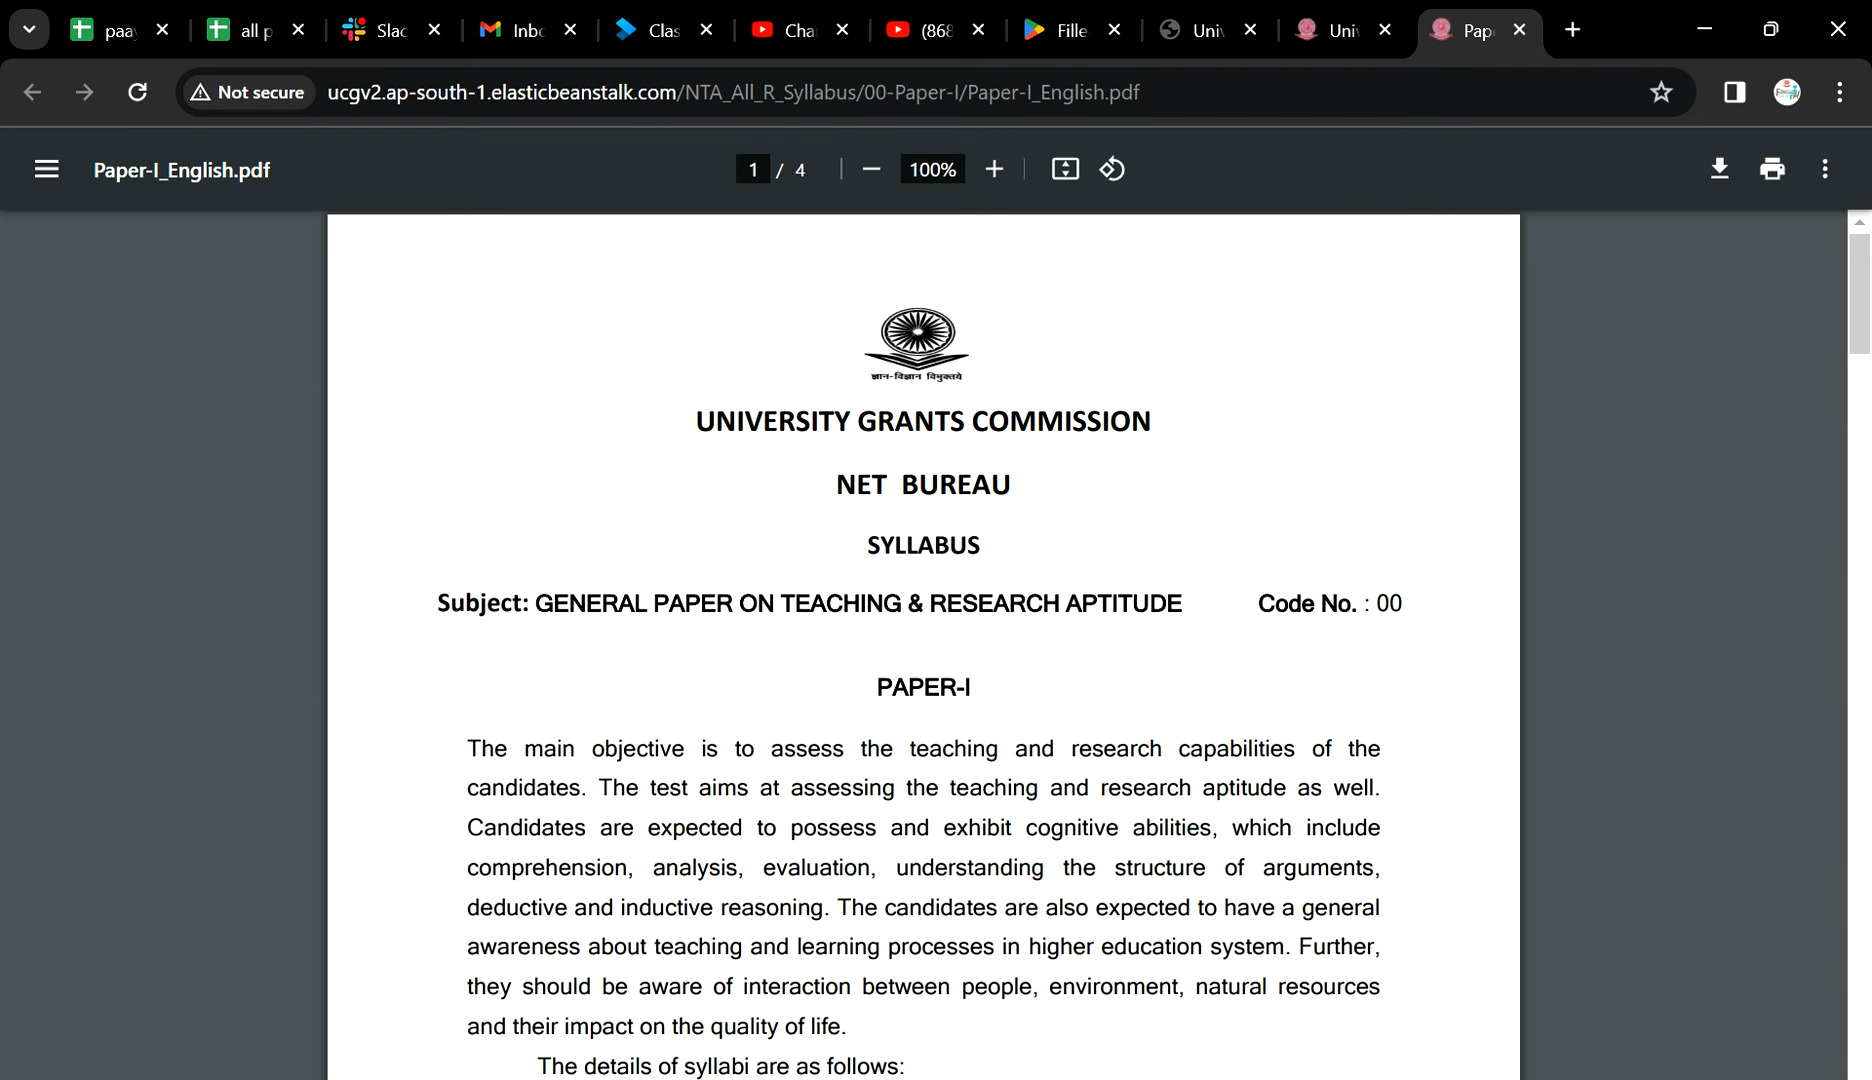 paa
all p
Slac
Inbc
Clas
Cha
(868
Fille
Univ
Univ
Pap
Not secure
ucgv2.ap-south-1.elasticbeanstalk.com/NTA_All_R_Syllabus/00-Paper-I/Paper-I_English.pdf
Paper-I_English.pdf
1 / 4
100%
ज्ञान-विज्ञान विमुक्तये
UNIVERSITY GRANTS COMMISSION
NET BUREAU
SYLLABUS
Subject: GENERAL PAPER ON TEACHING & RESEARCH APTITUDE Code No. : 00
PAPER-I
The main objective is to assess the teaching and research capabilities of the
candidates. The test aims at assessing the teaching and research aptitude as well.
Candidates are expected to possess and exhibit cognitive abilities, which include
comprehension, analysis, evaluation, understanding the structure of arguments,
deductive and inductive reasoning. The candidates are also expected to have a general
awareness about teaching and learning processes in higher education system. Further,
they should be aware of interaction between people, environment, natural resources
and their impact on the quality of life.
The details of syllabi are as follows: